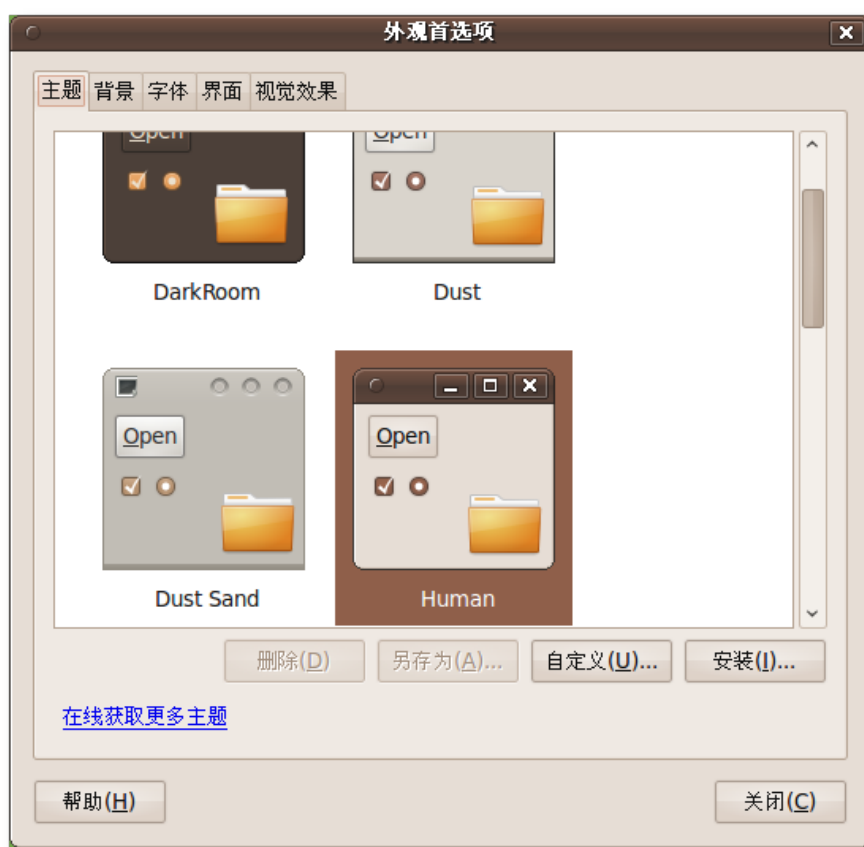 外观首选项
主题 背景 字体 界面 视觉效果
Open Open
DarkRoom Dust
Open Open
Dust Sand Human
删除(D) 另存为(A)... 自定义(U)... 安装(I)...
在线获取更多主题
帮助(H) 关闭(C)